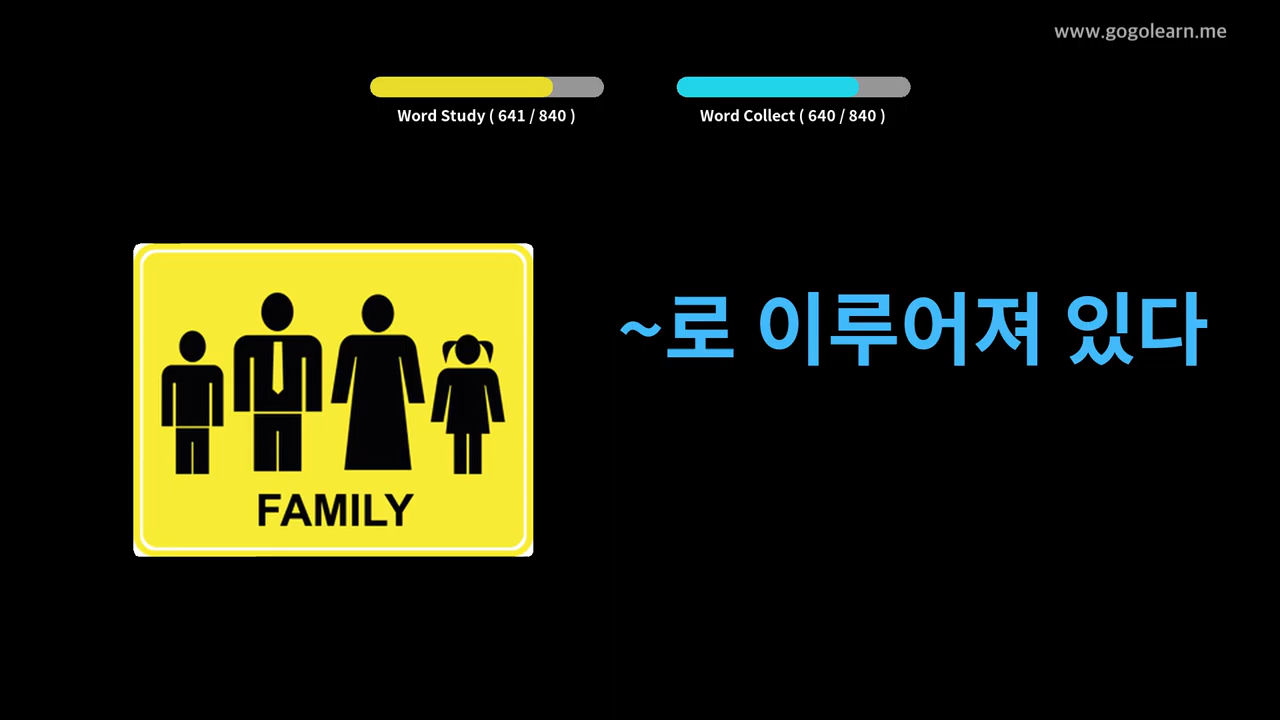 www.gogolearn.me
Word Study ( 641 / 840 )
Word Collect ( 640 / 840 )
~로 이루어져 있다
FAMILY